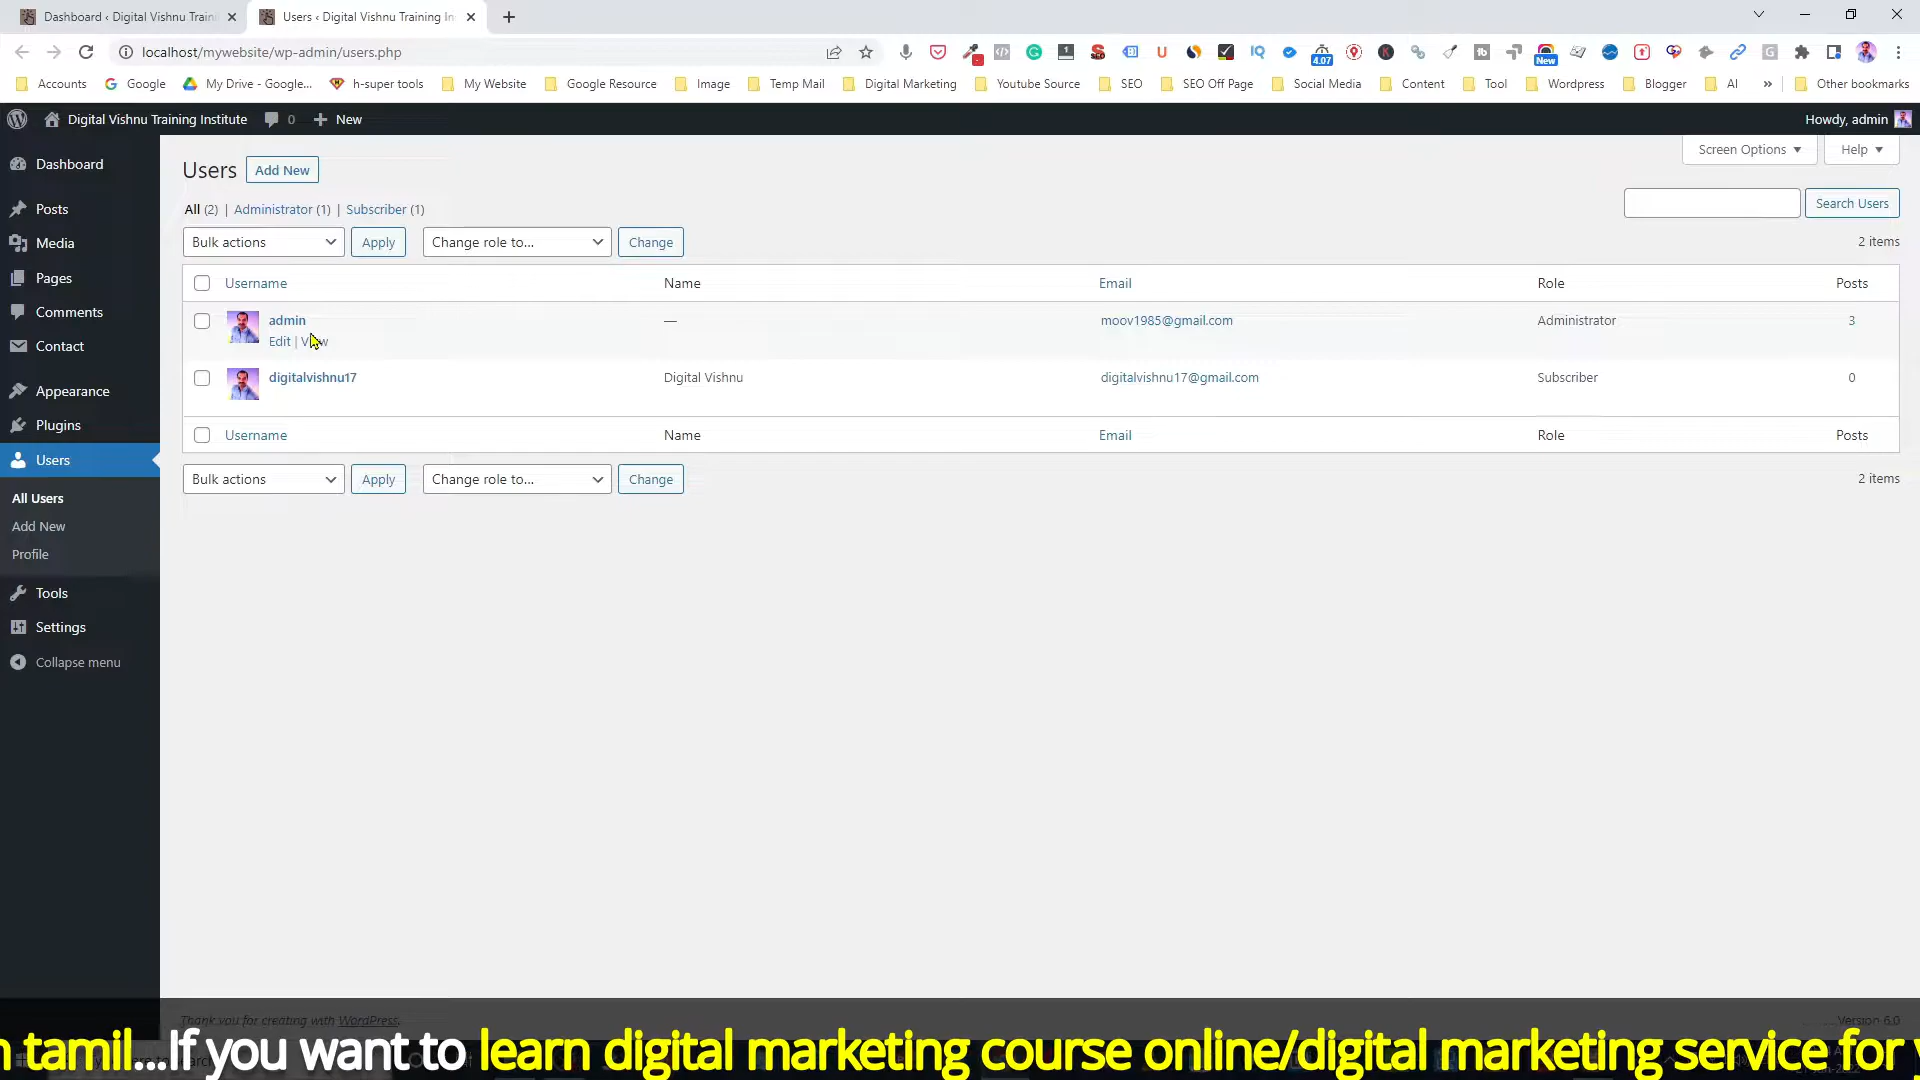 Dashboard ‹ Digital Vishnu Train
Users ‹ Digital Vishnu Training In
localhost/mywebsite/wp-admin/users.php
4.07
New
Accounts
Google
My Drive - Google...
h-super tools
My Website
Google Resource
Image
Temp Mail
Digital Marketing
Youtube Source
SEO
SEO Off Page
Social Media
Content
Tool
Wordpress
Blogger
AI
»
Other bookmarks
Digital Vishnu Training Institute
0
New
Howdy, admin
Dashboard
Posts
Media
Pages
Comments
Contact
Appearance
Plugins
Users
All Users
Add New
Profile
Tools
Settings
Collapse menu
Screen Options
Help
Users Add New
All (2) | Administrator (1) | Subscriber (1)
Search Users
Bulk actions
Apply
Change role to...
Change
2 items
Username Name Email Role Posts
admin — moov1985@gmail.com Administrator 3
Edit | View
digitalvishnu17 Digital Vishnu digitalvishnu17@gmail.com Subscriber 0
Username Name Email Role Posts
Bulk actions
Apply
Change role to...
Change
2 items
Thank you for creating with WordPress.
Version 6.0
n tamil...If you want to learn digital marketing course online/digital marketing service for